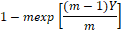 1 − mexp [(m − 1)Y / m]